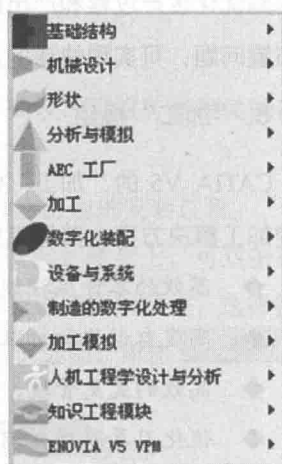 基础结构
机械设计
形状
分析与模拟
AEC 工厂
加工
数字化装配
设备与系统
制造的数字化处理
加工模拟
人机工程学设计与分析
知识工程模块
ENOVIA V5 VPM